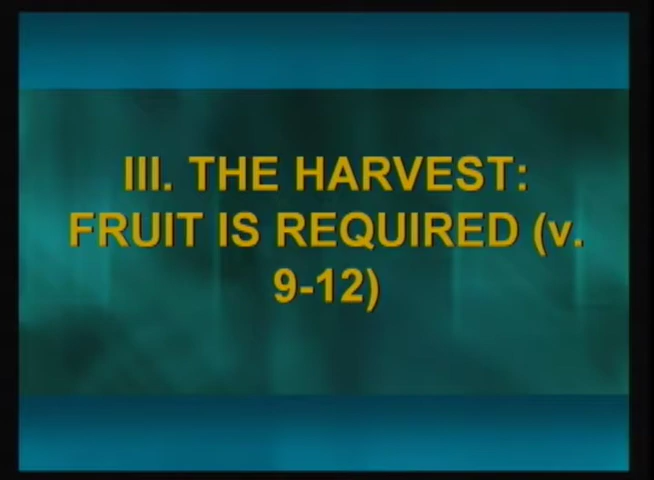 III. THE HARVEST:
FRUIT IS REQUIRED (v.
9-12)